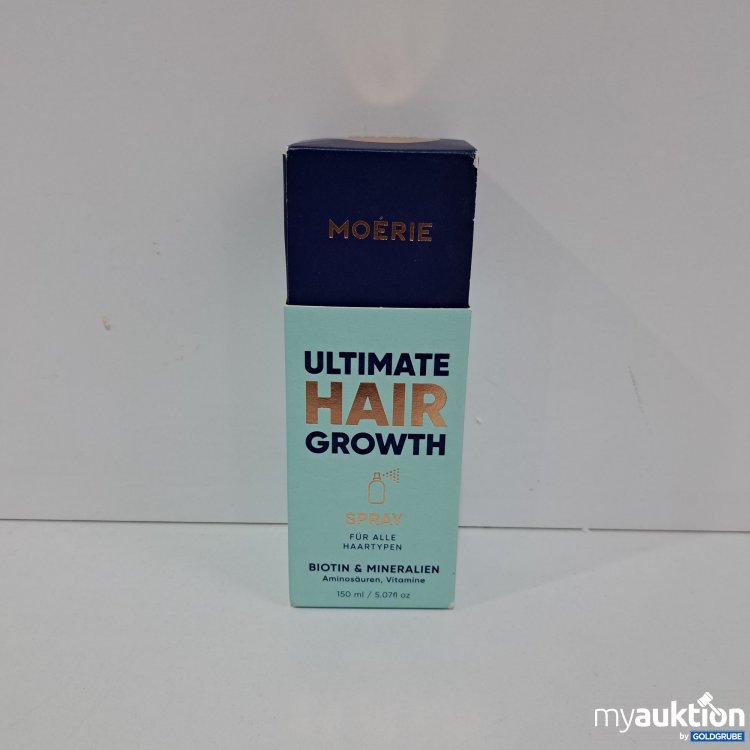 MOÉRIE
ULTIMATE
HAIR
GROWTH
SPRAY
FÜR ALLE
HAARTYPEN
BIOTIN & MINERALIEN
Aminosäuren, Vitamine
150 ml / 5.07fl oz
myauktion
by GOLDGRUBE